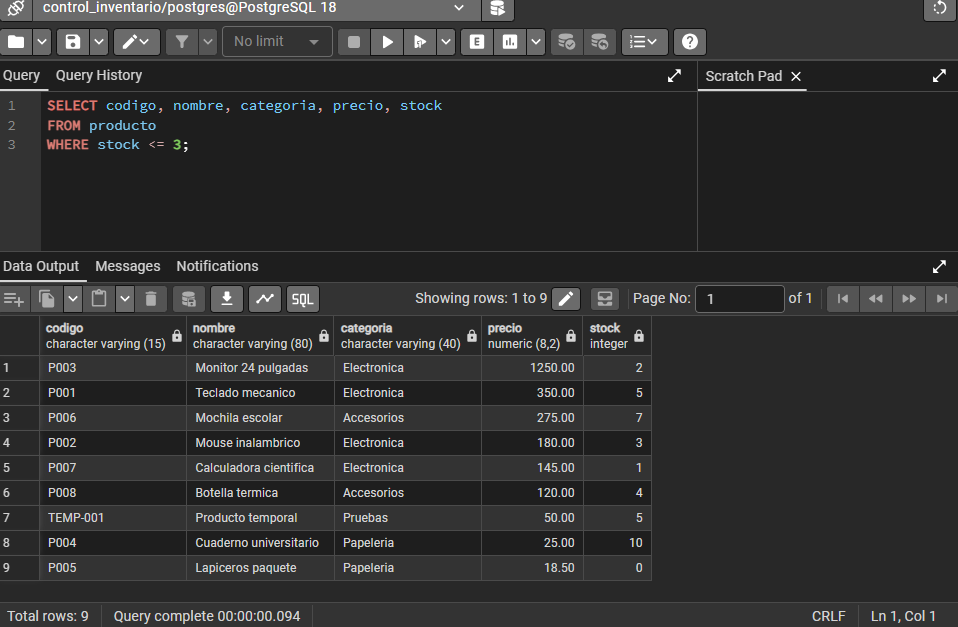 control_inventario/postgres@PostgreSQL 18
No limit
Query Query History
Scratch Pad
1 SELECT codigo, nombre, categoria, precio, stock
2 FROM producto
3 WHERE stock <= 3;
Data Output Messages Notifications
SQL Showing rows: 1 to 9 Page No: 1 of 1
codigo nombre categoria precio stock
character varying (15) character varying (80) character varying (40) numeric (8,2) integer
1 P003 Monitor 24 pulgadas Electronica 1250.00 2
2 P001 Teclado mecanico Electronica 350.00 5
3 P006 Mochila escolar Accesorios 275.00 7
4 P002 Mouse inalambrico Electronica 180.00 3
5 P007 Calculadora cientifica Electronica 145.00 1
6 P008 Botella termica Accesorios 120.00 4
7 TEMP-001 Producto temporal Pruebas 50.00 5
8 P004 Cuaderno universitario Papeleria 25.00 10
9 P005 Lapiceros paquete Papeleria 18.50 0
Total rows: 9 Query complete 00:00:00.094 CRLF Ln 1, Col 1